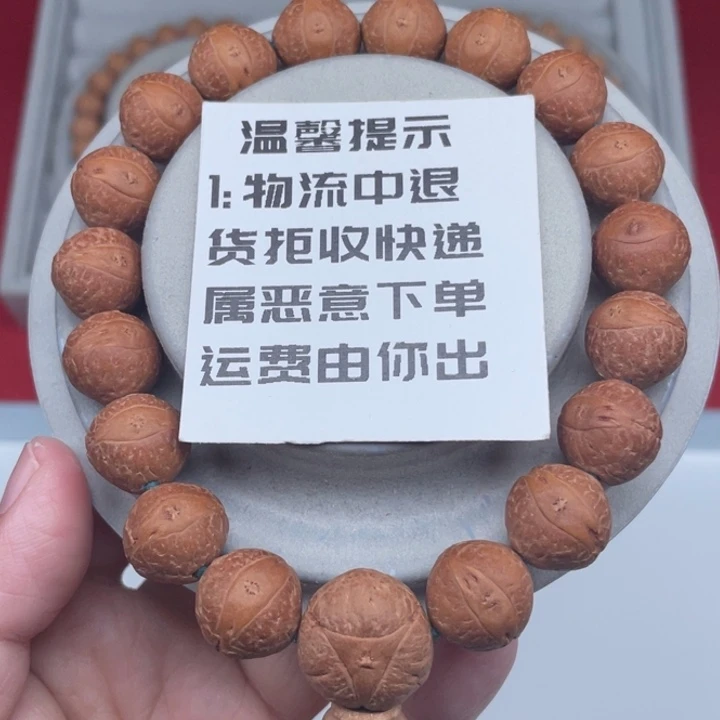 温馨提示
1:物流中退
货拒收快递
属恶意下单
运费由你出